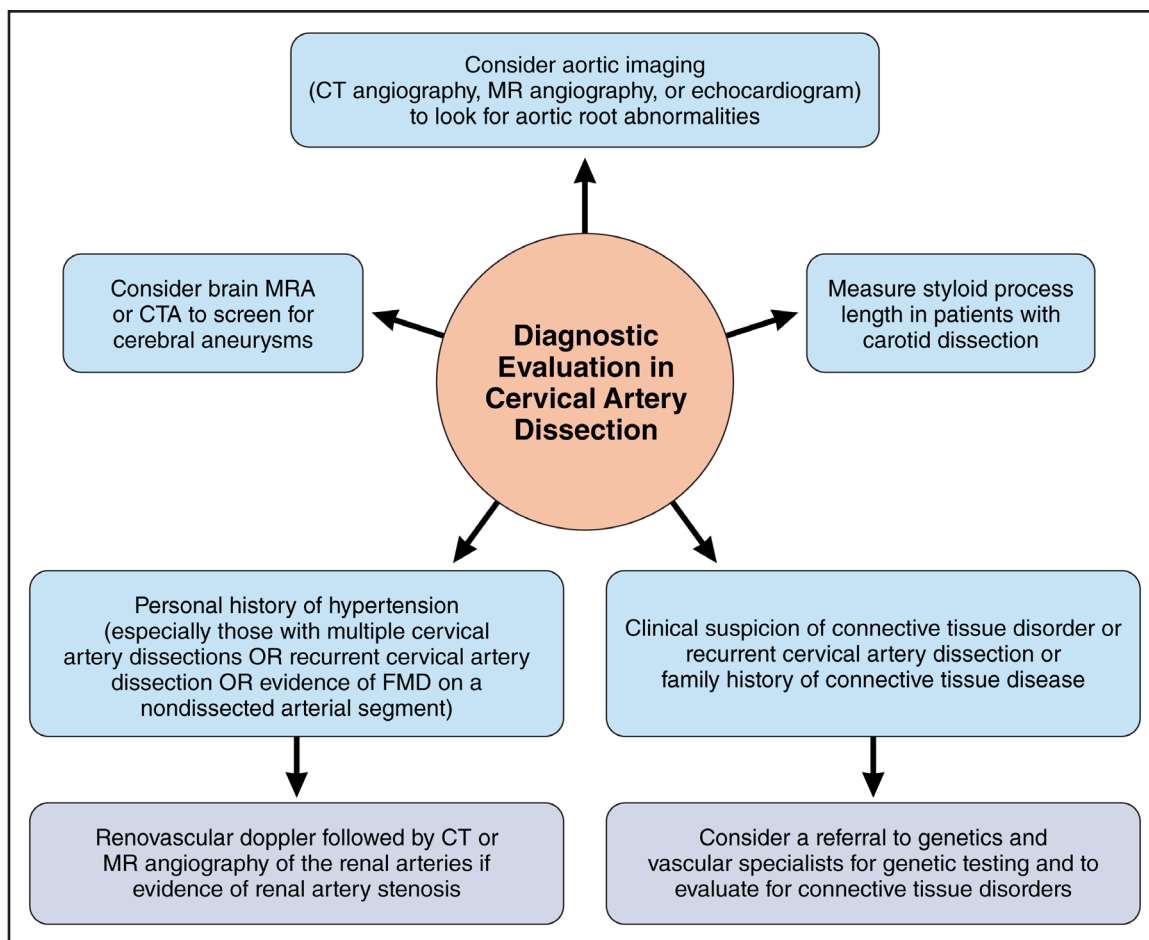 Consider aortic imaging
(CT angiography, MR angiography, or echocardiogram)
to look for aortic root abnormalities
Consider brain MRA
or CTA to screen for
cerebral aneurysms
Measure styloid process
length in patients with
carotid dissection
Diagnostic
Evaluation in
Cervical Artery
Dissection
Personal history of hypertension
(especially those with multiple cervical
artery dissections OR recurrent cervical artery
dissection OR evidence of FMD on a
nondissected arterial segment)
Clinical suspicion of connective tissue disorder or
recurrent cervical artery dissection or
family history of connective tissue disease
Renovascular doppler followed by CT or
MR angiography of the renal arteries if
evidence of renal artery stenosis
Consider a referral to genetics and
vascular specialists for genetic testing and to
evaluate for connective tissue disorders